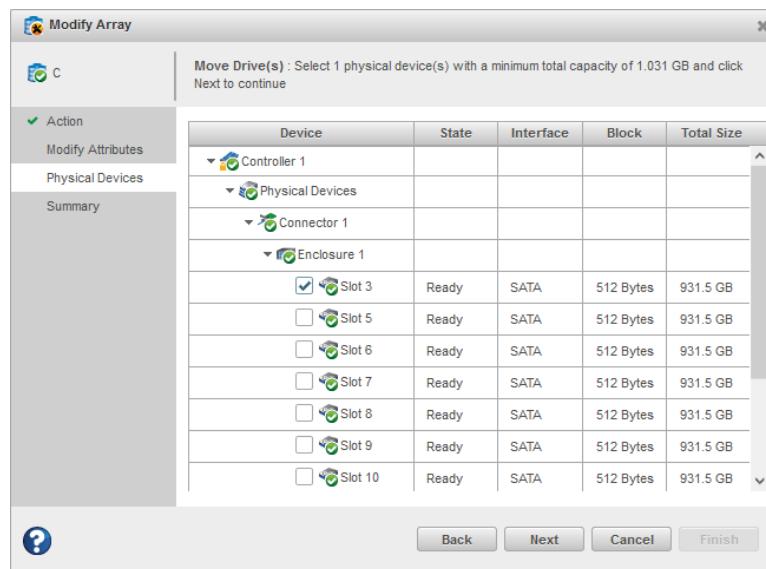 Modify Array
C
Move Drive(s) : Select 1 physical device(s) with a minimum total capacity of 1.031 GB and click
Next to continue
Action
Modify Attributes
Physical Devices
Summary
Device State Interface Block Total Size
Controller 1
Physical Devices
Connector 1
Enclosure 1
Slot 3 Ready SATA 512 Bytes 931.5 GB
Slot 5 Ready SATA 512 Bytes 931.5 GB
Slot 6 Ready SATA 512 Bytes 931.5 GB
Slot 7 Ready SATA 512 Bytes 931.5 GB
Slot 8 Ready SATA 512 Bytes 931.5 GB
Slot 9 Ready SATA 512 Bytes 931.5 GB
Slot 10 Ready SATA 512 Bytes 931.5 GB
? Back Next Cancel Finish